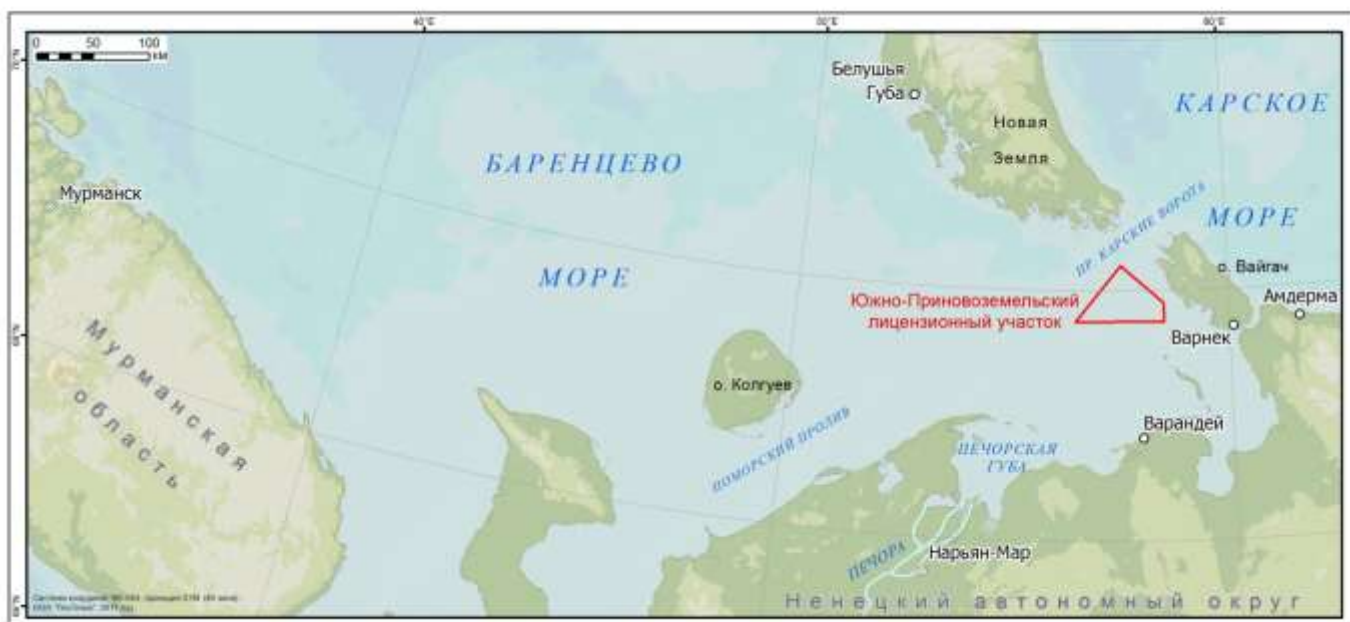 40°E
50°E
60°E
0 50 100
км
Белушья
Губа
КАРСКОЕ
Новая
Земля
БАРЕНЦЕВО
Мурманск
ПР. КАРСКИЕ ВОРОТА
МОРЕ
МОРЕ
о. Вайгач
Южно-Приновоземельский
лицензионный участок
Амдерма
Варнек
Мурманская
область
о. Колгуев
Варандей
ПОМОРСКИЙ ПРОЛИВ
ПЕЧОРСКАЯ
ГУБА
ПЕЧОРА
Нарьян-Мар
Ненецкий автономный округ